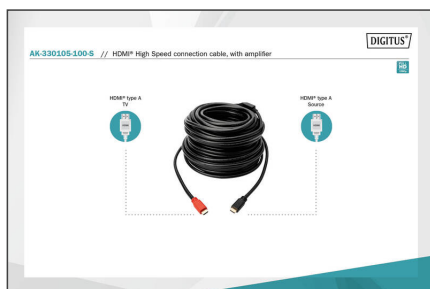 DIGITUS®
AK-330105-100-S // HDMI® High Speed connection cable, with amplifier
HDMI® type A
TV
HDMI® type A
Source